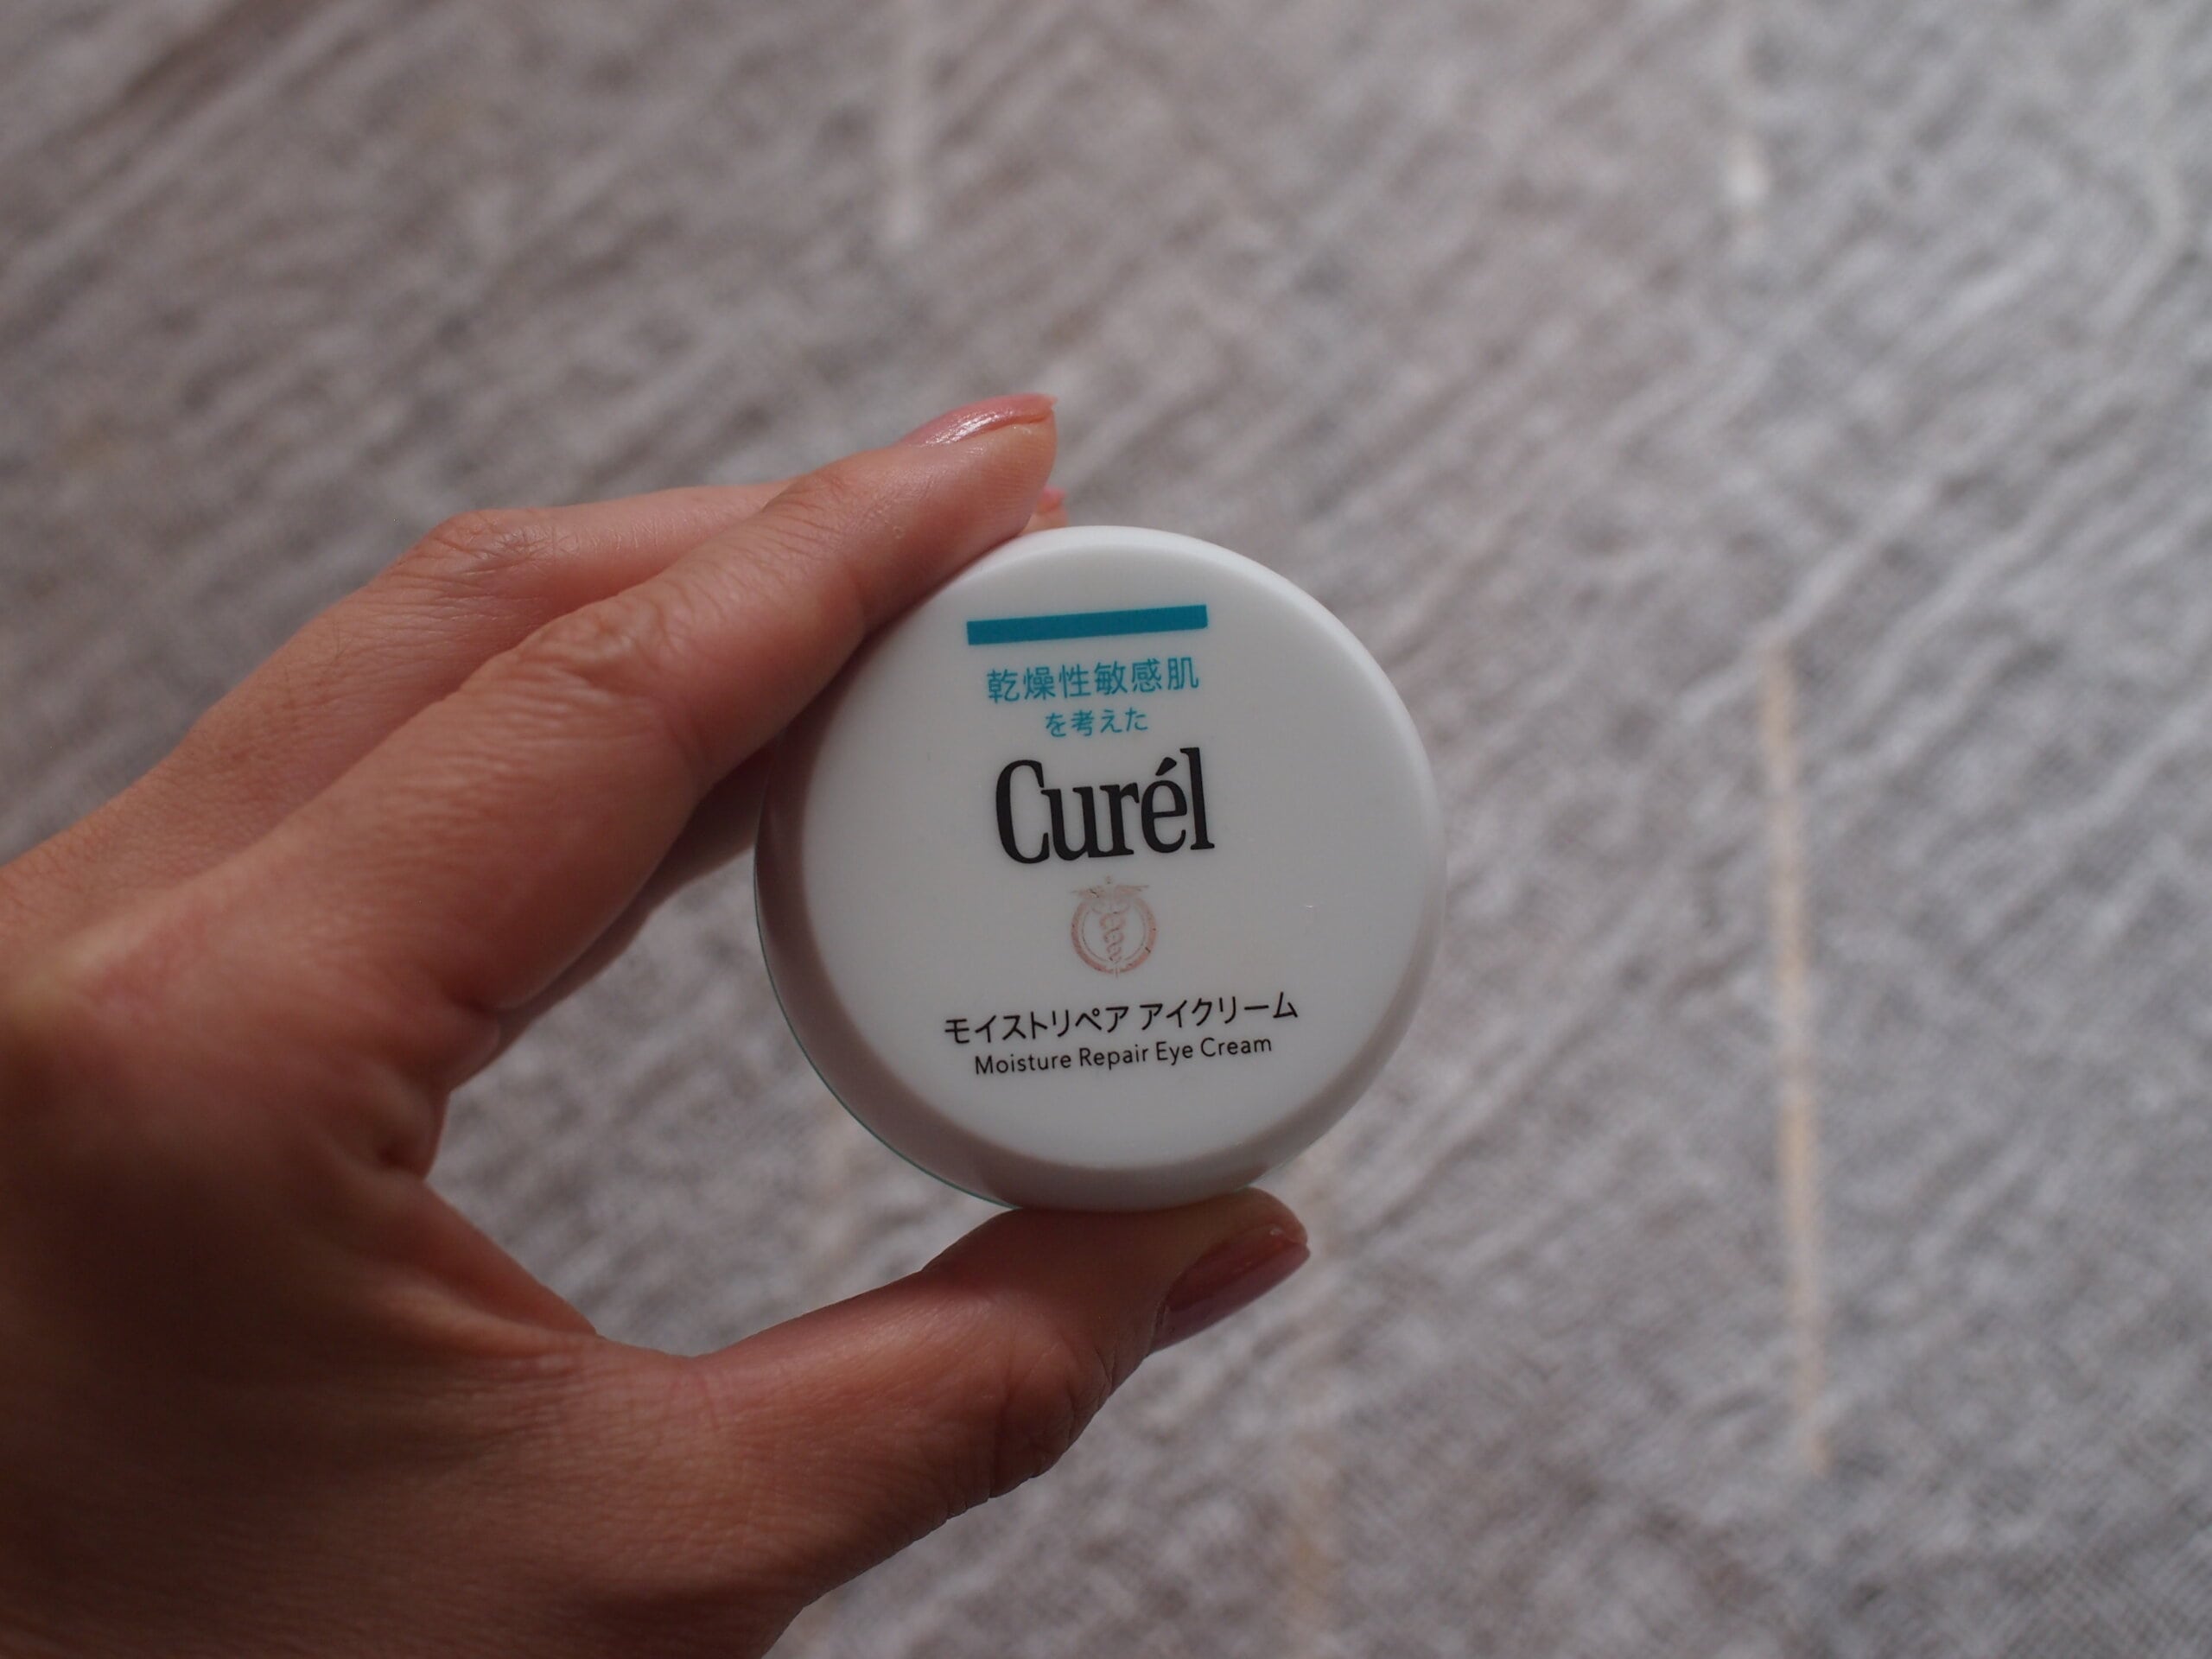 乾燥性敏感肌
を考えた
Curél
モイストリペア アイクリーム
Moisture Repair Eye Cream